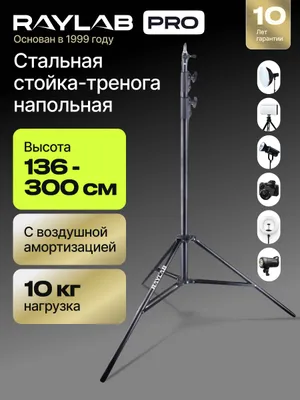 RAYLAB PRO
Основан в 1999 году
10
Лет
гарантии
Стальная
стойка-тренога
напольная
Высота
136 -
300 см
С воздушной
амортизацией
10 кг
нагрузка
RAYLAB